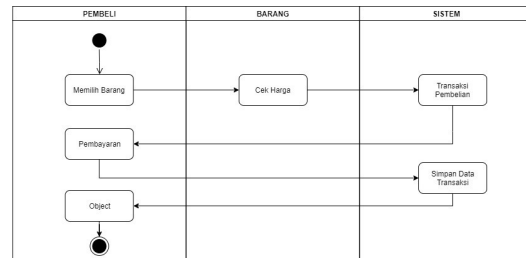 PEMBELI
BARANG
SISTEM
Memilih Barang
Cek Harga
Transaksi
Pembelian
Pembayaran
Simpan Data
Transaksi
Object